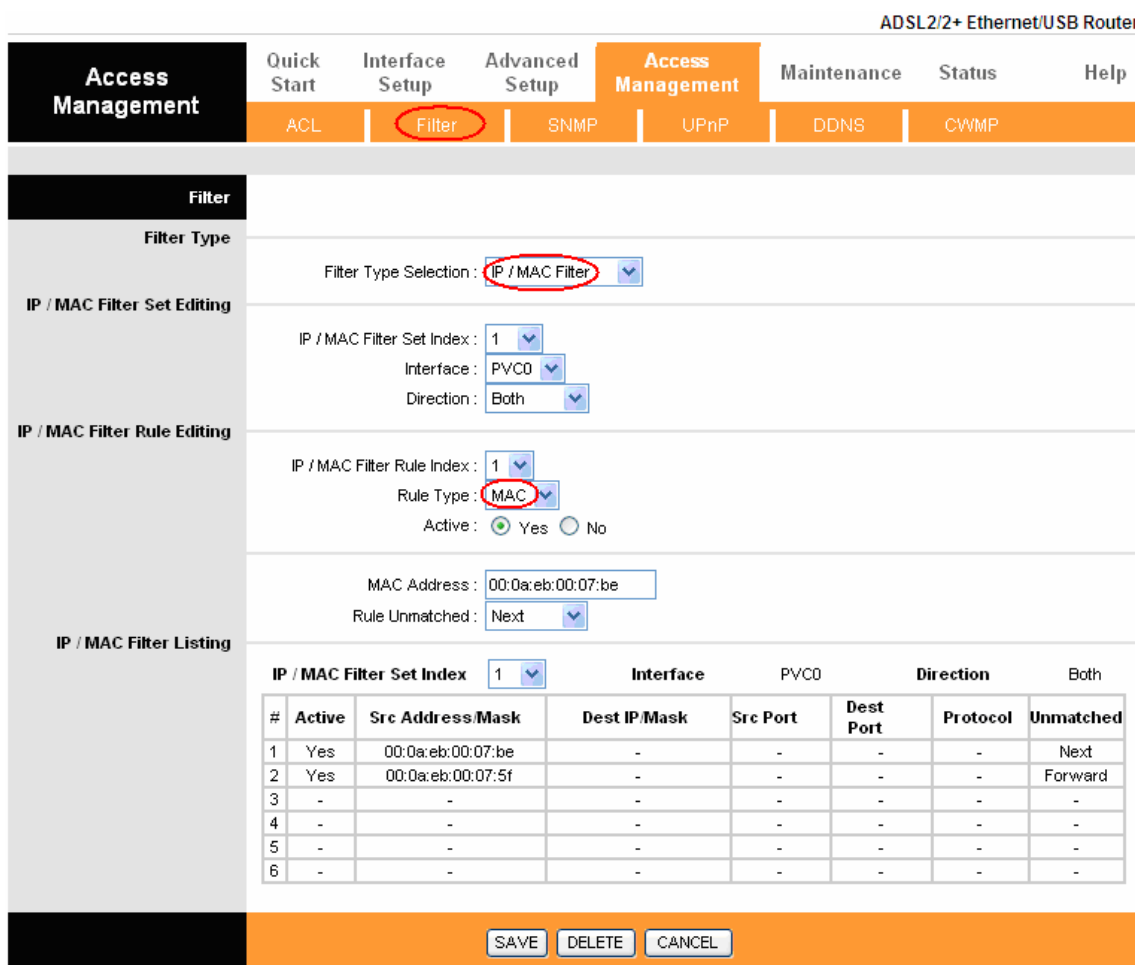 ADSL2/2+ Ethernet/USB Router
Access Management
Quick Start
Interface Setup
Advanced Setup
Access Management
Maintenance
Status
Help
ACL
Filter
SNMP
UPnP
DDNS
CWMP
Filter
Filter Type
Filter Type Selection : IP / MAC Filter
IP / MAC Filter Set Editing
IP / MAC Filter Set Index : 1
Interface : PVC0
Direction : Both
IP / MAC Filter Rule Editing
IP / MAC Filter Rule Index : 1
Rule Type : MAC
Active : Yes No
MAC Address : 00:0a:eb:00:07:be
Rule Unmatched : Next
IP / MAC Filter Listing
IP / MAC Filter Set Index 1 Interface PVC0 Direction Both
# Active Src Address/Mask Dest IP/Mask Src Port Dest Port Protocol Unmatched
1 Yes 00:0a:eb:00:07:be - - - - Next
2 Yes 00:0a:eb:00:07:5f - - - - Forward
3 - - - - - - -
4 - - - - - - -
5 - - - - - - -
6 - - - - - - -
SAVE DELETE CANCEL